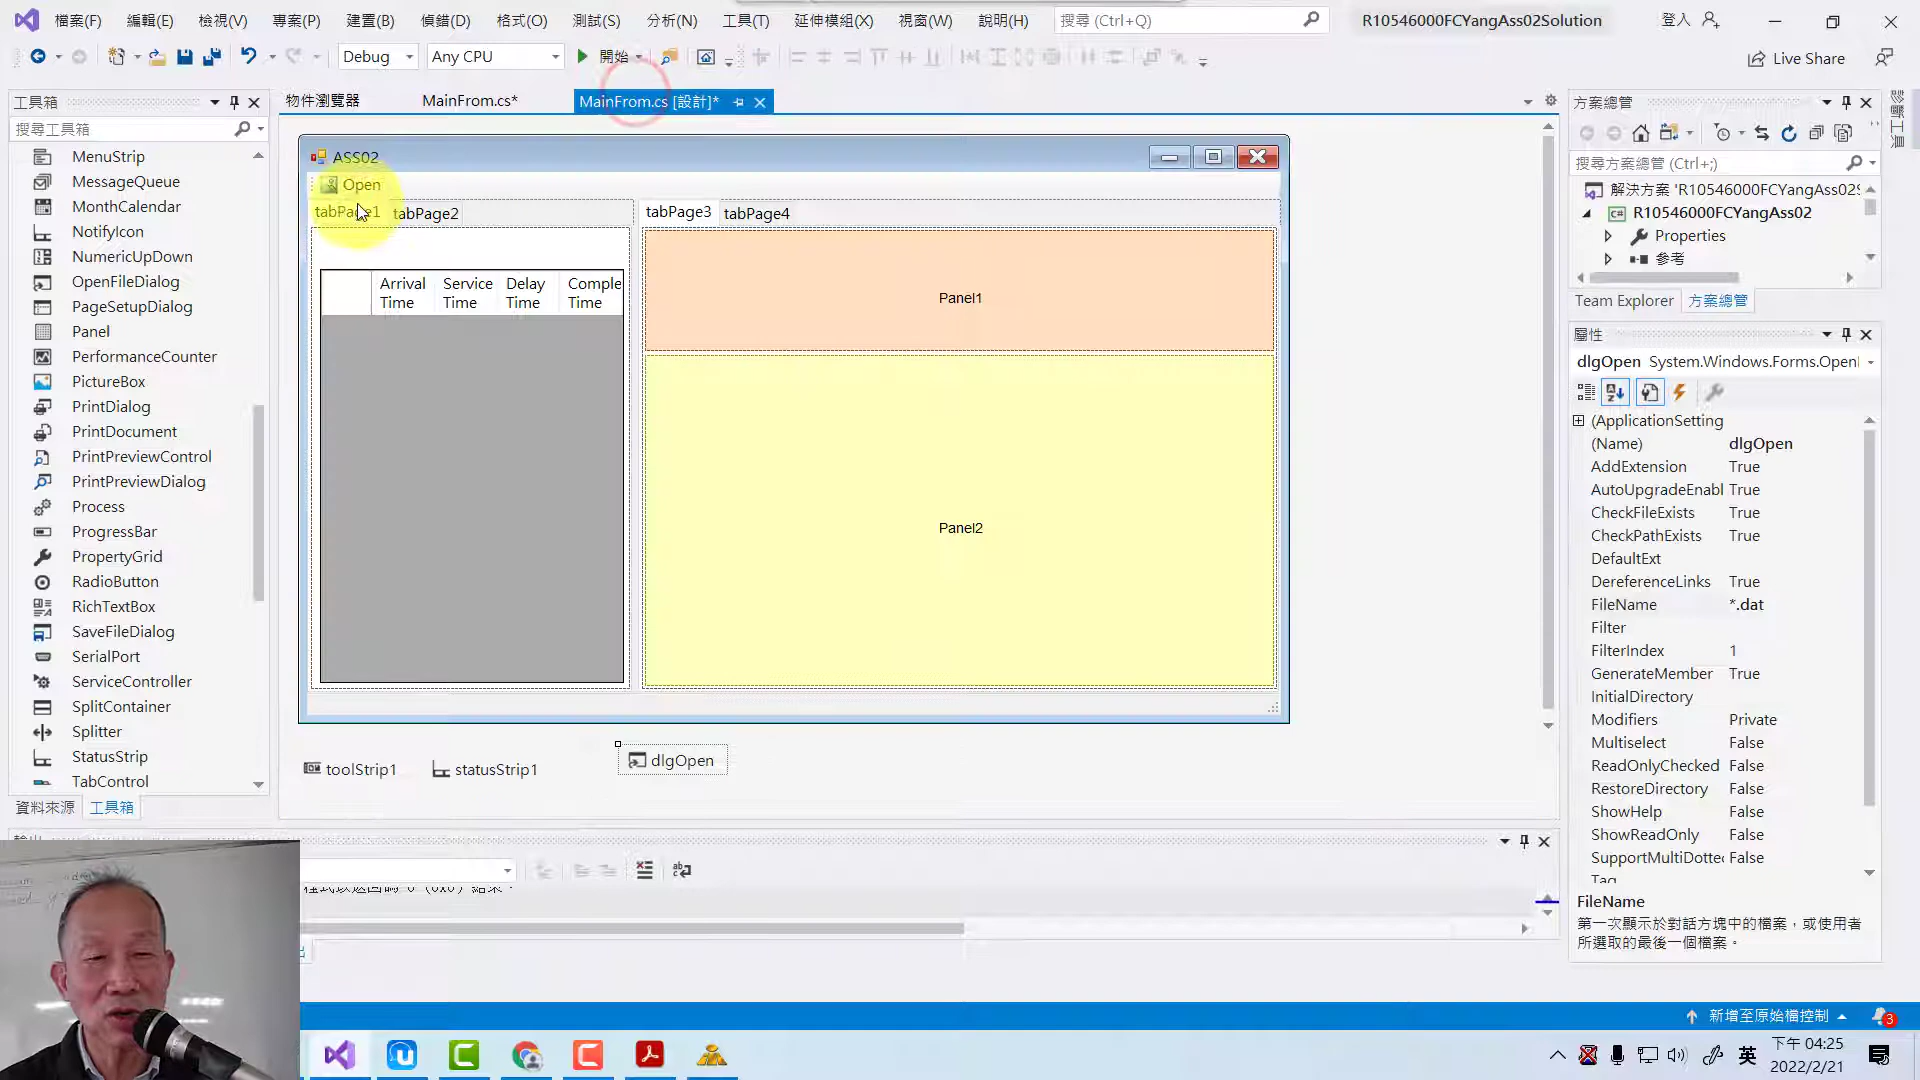 檔案(F)
編輯(E)
檢視(V)
專案(P)
建置(B)
偵錯(D)
格式(O)
測試(S)
分析(N)
工具(T)
延伸模組(X)
視窗(W)
說明(H)
搜尋 (Ctrl+Q)
R10546000FCYangAss02Solution
登入
Debug
Any CPU
開始
Live Share
工具箱
物件瀏覽器
MainFrom.cs*
MainFrom.cs [設計]*
方案總管
搜尋工具箱
搜尋方案總管 (Ctrl+;)
MenuStrip
MessageQueue
MonthCalendar
NotifyIcon
NumericUpDown
OpenFileDialog
PageSetupDialog
Panel
PerformanceCounter
PictureBox
PrintDialog
PrintDocument
PrintPreviewControl
PrintPreviewDialog
Process
ProgressBar
PropertyGrid
RadioButton
RichTextBox
SaveFileDialog
SerialPort
ServiceController
SplitContainer
Splitter
StatusStrip
TabControl
資料來源
工具箱
ASS02
Open
tabPage1
tabPage2
tabPage3
tabPage4
Arrival
Time
Service
Time
Delay
Time
Comple
Time
Panel1
Panel2
toolStrip1
statusStrip1
dlgOpen
解決方案 'R10546000FCYangAss02S
R10546000FCYangAss02
Properties
參考
Team Explorer
方案總管
屬性
dlgOpen System.Windows.Forms.OpenI
(ApplicationSetting
(Name) dlgOpen
AddExtension True
AutoUpgradeEnabl True
CheckFileExists True
CheckPathExists True
DefaultExt
DereferenceLinks True
FileName *.dat
Filter
FilterIndex 1
GenerateMember True
InitialDirectory
Modifiers Private
Multiselect False
ReadOnlyChecked False
RestoreDirectory False
ShowHelp False
ShowReadOnly False
SupportMultiDotte False
Tag
FileName
第一次顯示於對話方塊中的檔案，或使用者
所選取的最後一個檔案。
新增至原始檔控制
3
英
下午 04:25
2022/2/21